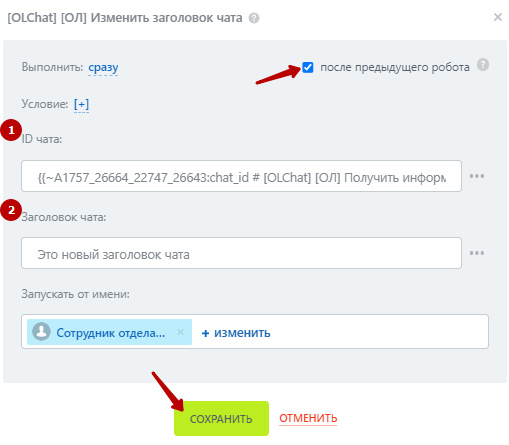 [OLChat] [ОЛ] Изменить заголовок чата ?
Выполнить: сразу после предыдущего робота ?
Условие: [+]
1
ID чата:
{{~A1757_26664_22747_26643:chat_id # [OLChat] [ОЛ] Получить информ
2
Заголовок чата:
Это новый заголовок чата
Запускать от имени:
Сотрудник отдела... × + изменить
СОХРАНИТЬ ОТМЕНИТЬ